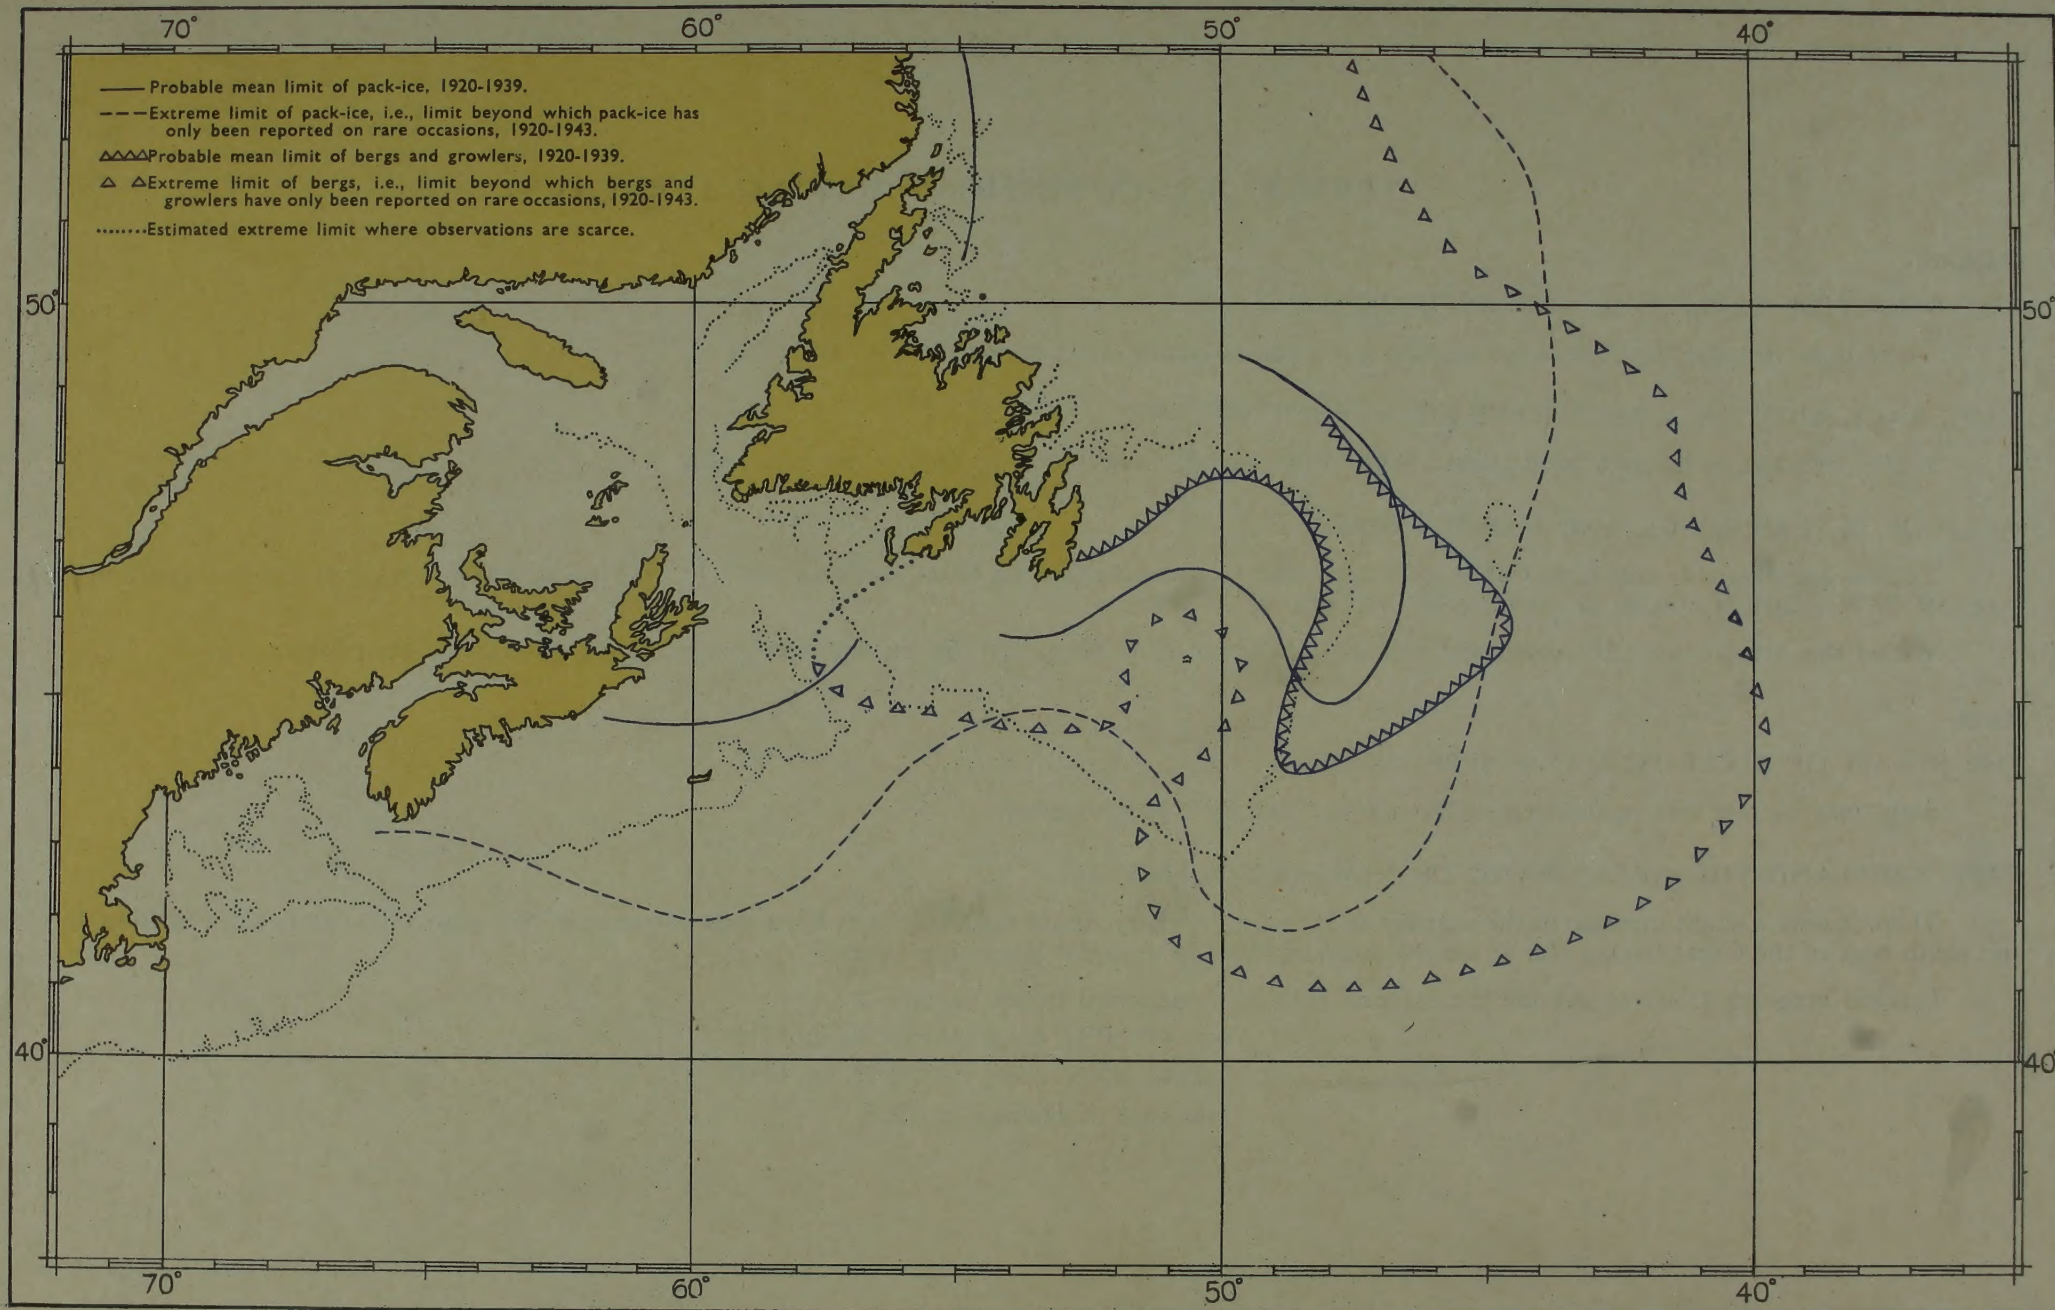 70° 60° 50° 40°
Probable mean limit of pack-ice, 1920-1939.
Extreme limit of pack-ice, i.e., limit beyond which pack-ice has
only been reported on rare occasions, 1920-1943.
Probable mean limit of bergs and growlers, 1920-1939.
Extreme limit of bergs, i.e., limit beyond which bergs and
growlers have only been reported on rare occasions, 1920-1943.
Estimated extreme limit where observations are scarce.
50° 50°
40° 40°
70° 60° 50° 40°